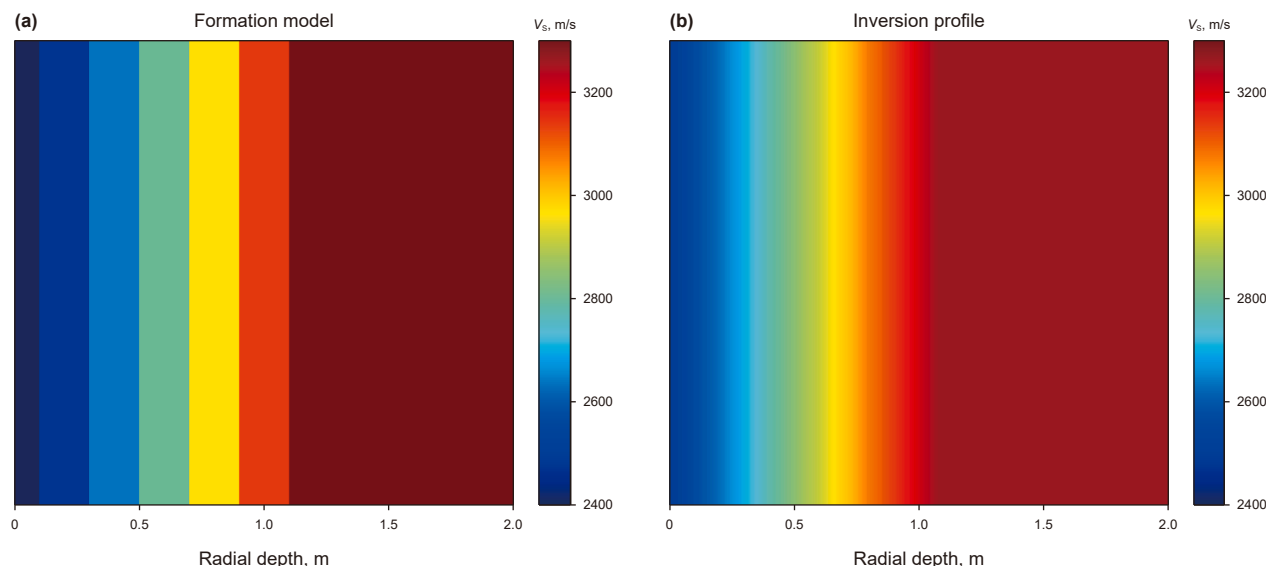 (a)
Formation model
Vs, m/s
3200
3000
2800
2600
2400
0
0.5
1.0
1.5
2.0
Radial depth, m
(b)
Inversion profile
Vs, m/s
3200
3000
2800
2600
2400
0
0.5
1.0
1.5
2.0
Radial depth, m